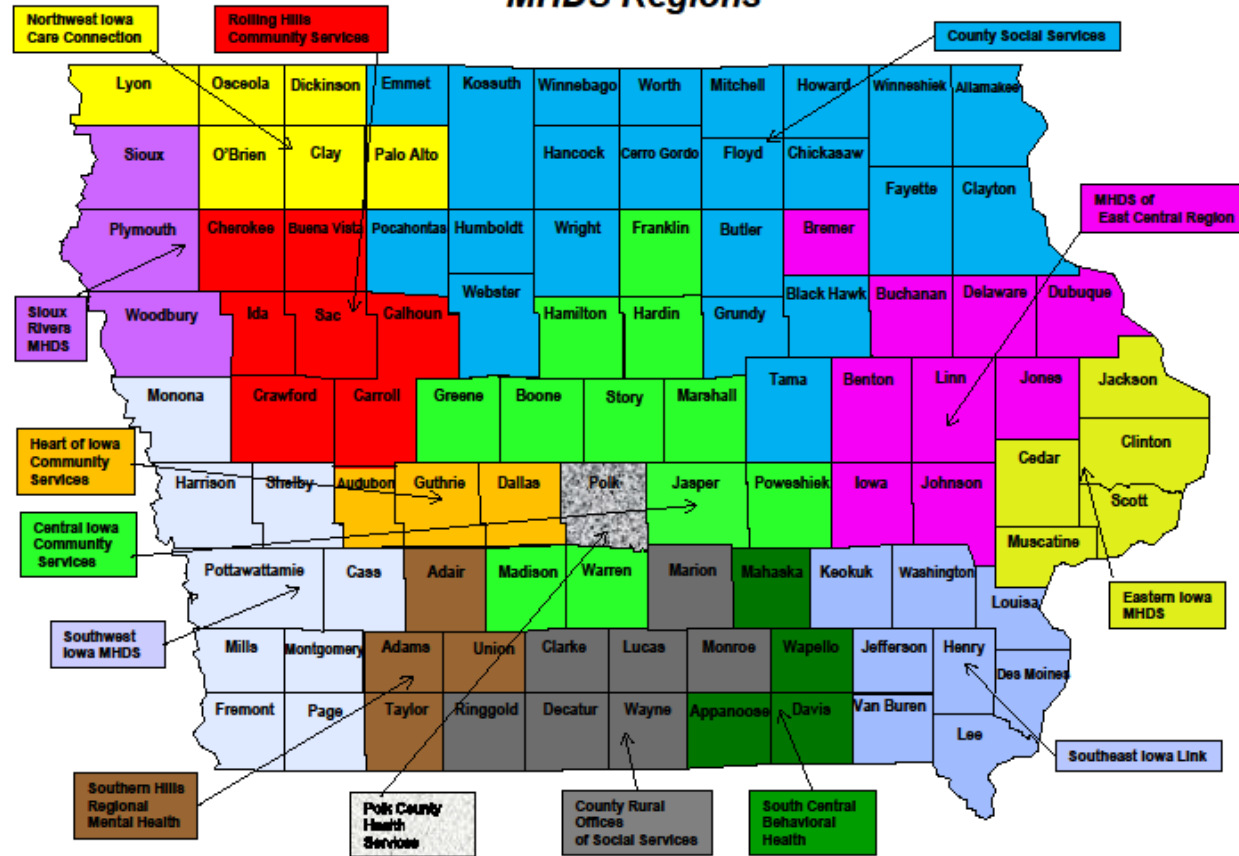 MHDS Regions
Northwest Iowa
Care Connection
Rolling Hills
Community Services
County Social Services
Lyon Osceola Dickinson Emmet Kossuth Winnebago Worth Mitchell Howard Winneshiek Allamakee
Sioux O'Brien Clay Palo Alto Hancock Cerro Gordo Floyd Chickasaw
Fayette Clayton
MHDS of
East Central Region
Plymouth Cherokee Buena Vista Pocahontas Humboldt Wright Franklin Butler Bremer
Sioux
Rivers
MHDS
Woodbury Ida Sac Calhoun Webster Hamilton Hardin Grundy Black Hawk Buchanan Delaware Dubuque
Monona Crawford Carroll Greene Boone Story Marshall Tama Benton Linn Jones Jackson
Heart of Iowa
Community
Services
Clinton
Harrison Shelby Audubon Guthrie Dallas Polk Jasper Poweshiek Iowa Johnson Cedar Scott
Central Iowa
Community
Services
Muscatine
Pottawattamie Cass Adair Madison Warren Marion Mahaska Keokuk Washington Louisa
Eastern Iowa
MHDS
Southwest
Iowa MHDS
Mills Montgomery Adams Union Clarke Lucas Monroe Wapello Jefferson Henry Des Moines
Fremont Page Taylor Ringgold Decatur Wayne Appanoose Davis Van Buren Lee
Southeast Iowa Link
Southern Hills
Regional
Mental Health
Polk County
Health
Services
County Rural
Offices
of Social Services
South Central
Behavioral
Health